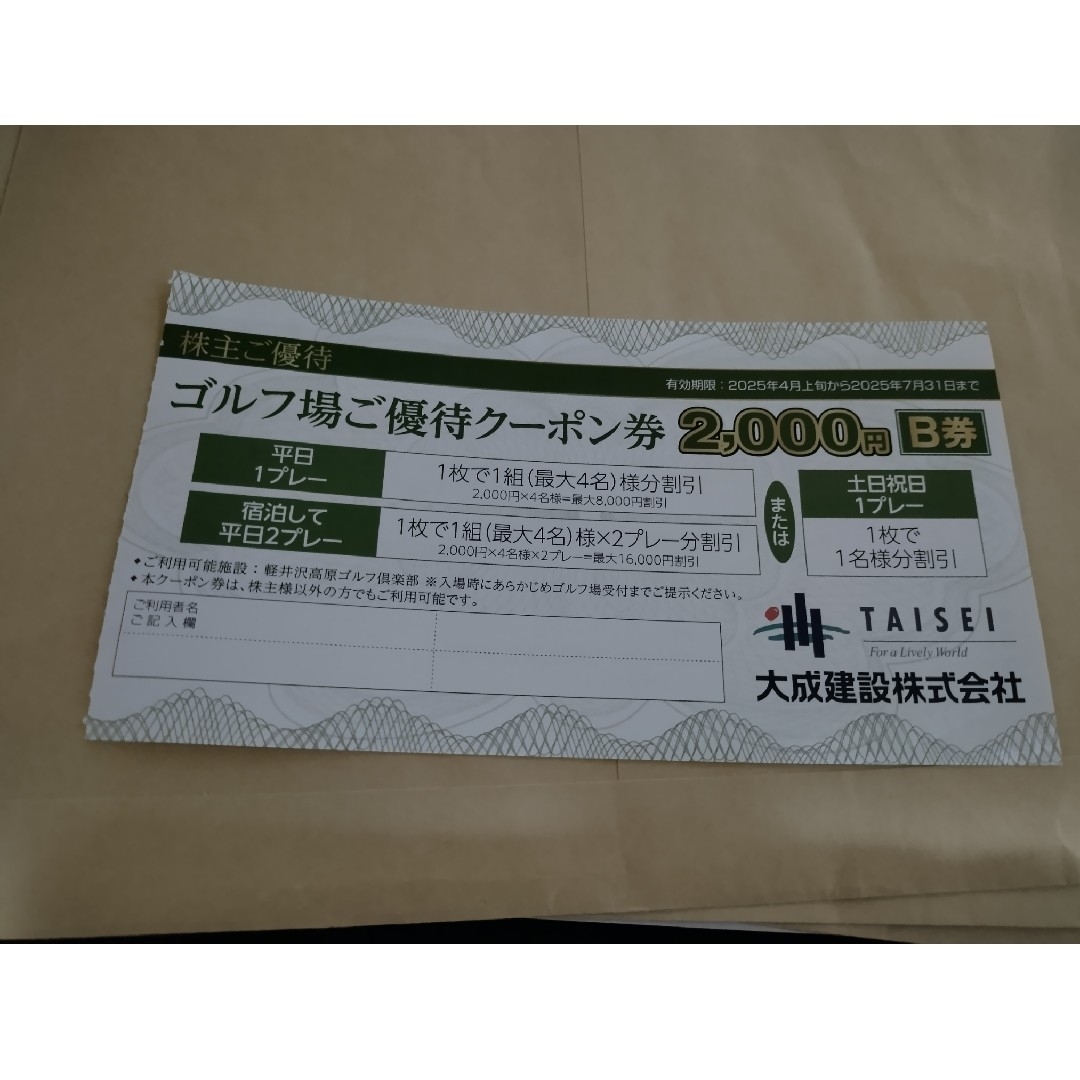 株主ご優待
有効期限：2025年4月上旬から2025年7月31日まで
ゴルフ場ご優待クーポン券 2,000円 B券
平日
1プレー
1枚で1組(最大4名)様分割引
2,000円×4名様=最大8,000円割引
宿泊して
平日2プレー
1枚で1組(最大4名)様×2プレー分割引
2,000円×4名様×2プレー=最大16,000円割引
または
土日祝日
1プレー
1枚で
1名様分割引
◆ご利用可能施設：軽井沢高原ゴルフ倶楽部 ※入場時にあらかじめゴルフ場受付までご提示ください。
◆本クーポン券は、株主様以外の方でもご利用可能です。
ご利用者名
ご記入欄
TAISEI
For a Lively World
大成建設株式会社